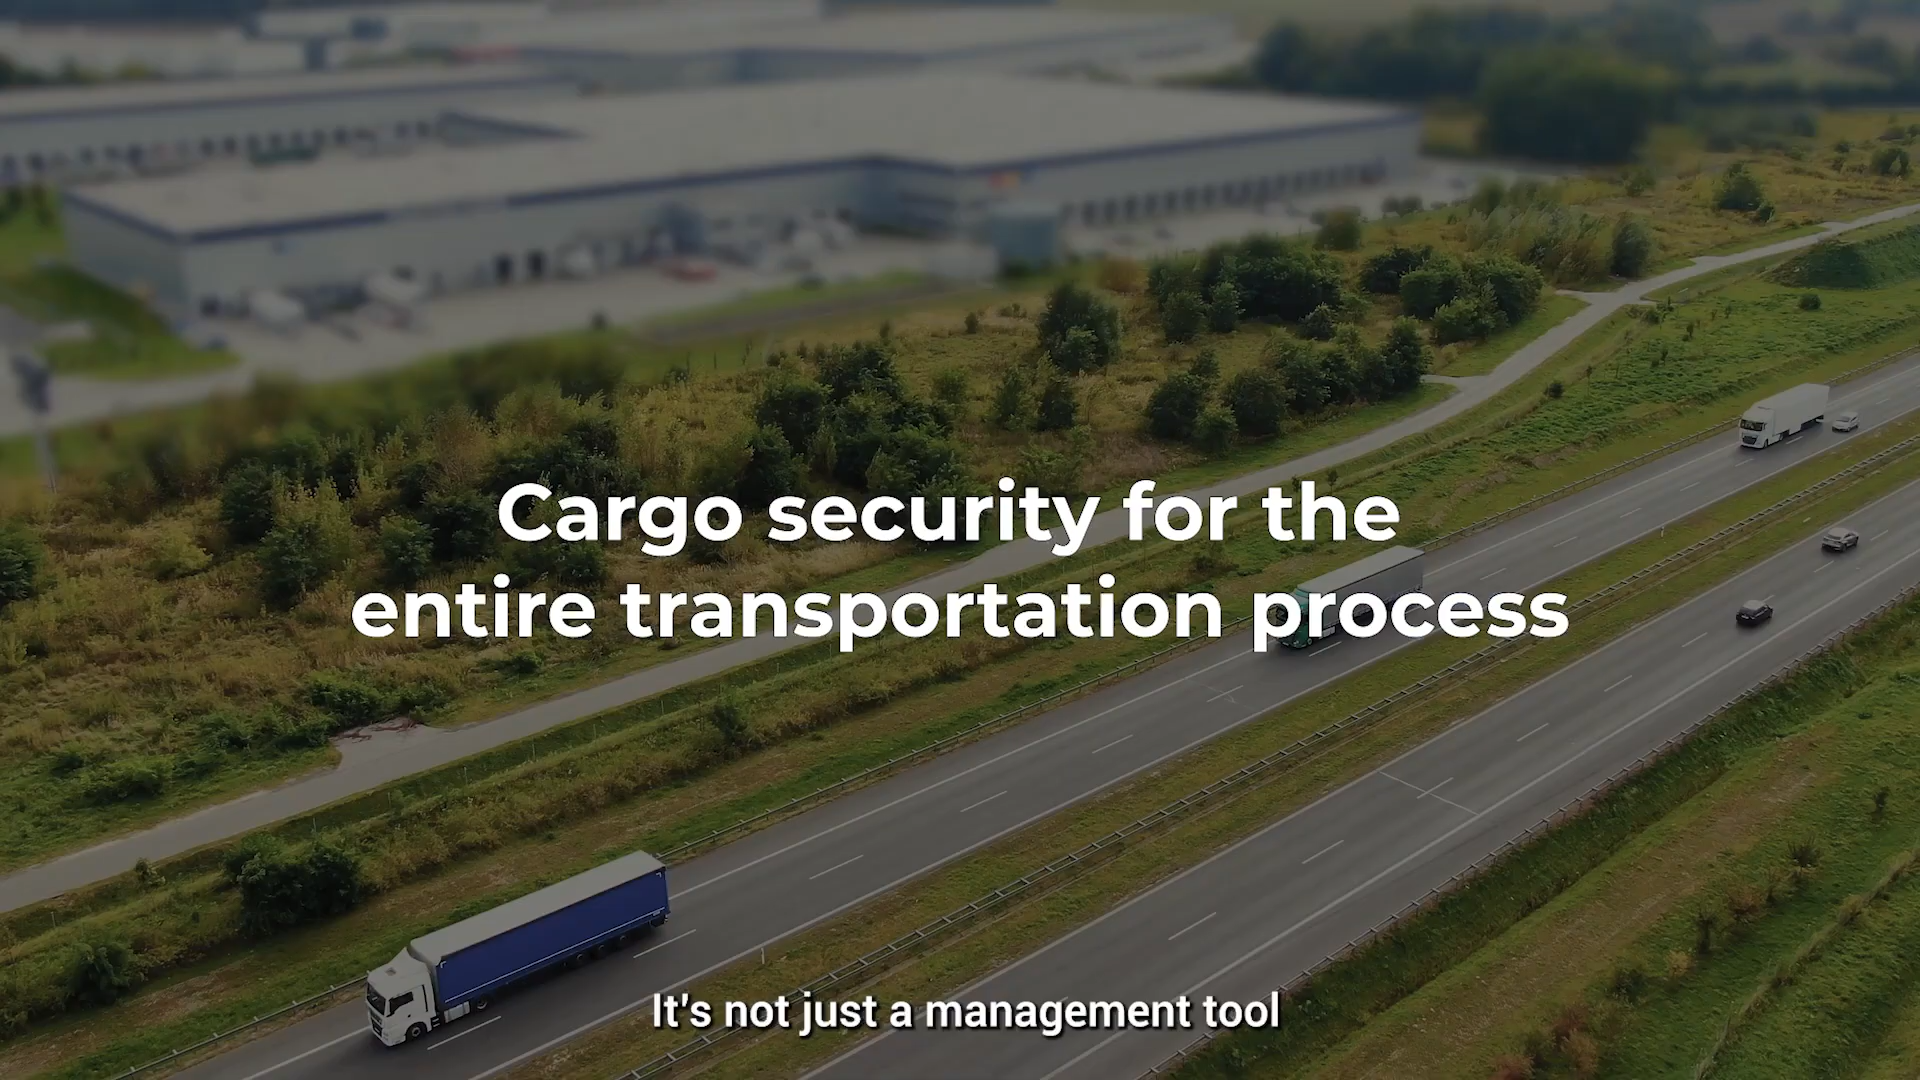 Cargo security for the
entire transportation process
It's not just a management tool